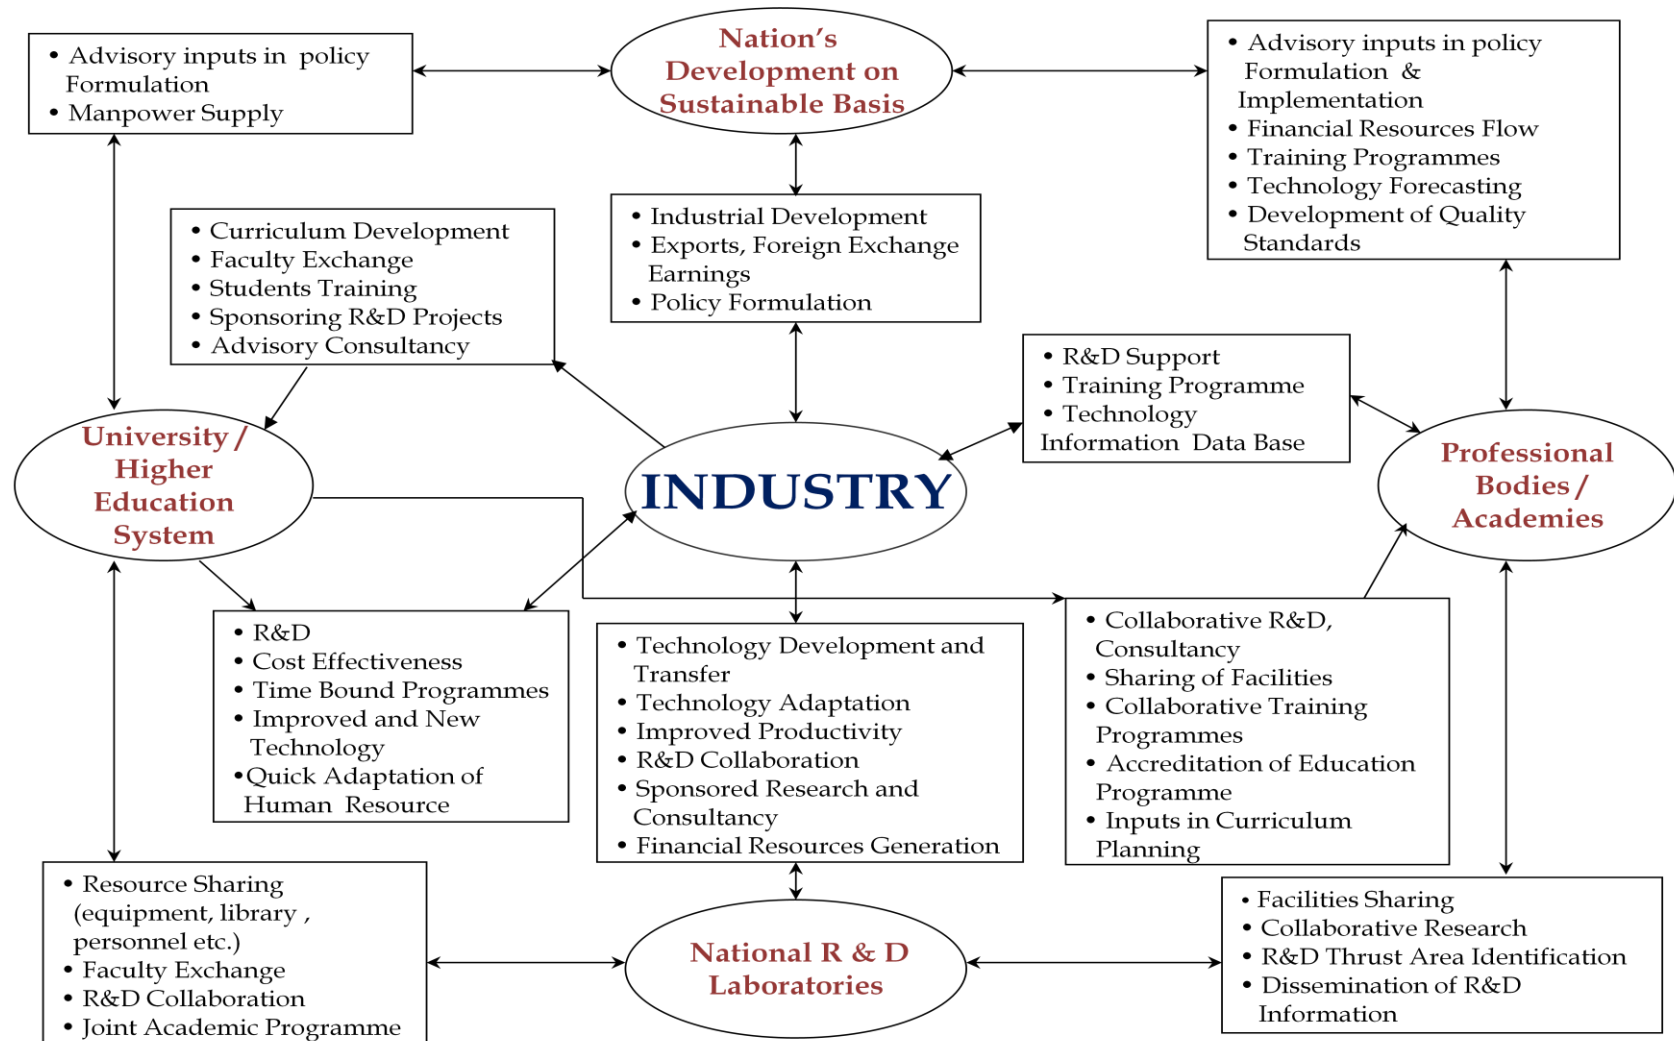 • Advisory inputs in  policy
Formulation
• Manpower Supply
Nation's
Development on
Sustainable Basis
• Advisory inputs in policy
Formulation  &
Implementation
• Financial Resources Flow
• Training Programmes
• Technology Forecasting
• Development of Quality
Standards
• Curriculum Development
• Faculty Exchange
• Students Training
• Sponsoring R&D Projects
• Advisory Consultancy
• Industrial Development
• Exports, Foreign Exchange
Earnings
• Policy Formulation
• R&D Support
• Training Programme
• Technology
Information  Data Base
University /
Higher
Education
System
INDUSTRY
Professional
Bodies /
Academies
• R&D
• Cost Effectiveness
• Time Bound Programmes
• Improved and New
Technology
•Quick Adaptation of
Human  Resource
• Technology Development and
Transfer
• Technology Adaptation
• Improved Productivity
• R&D Collaboration
• Sponsored Research and
Consultancy
• Financial Resources Generation
• Collaborative R&D,
Consultancy
• Sharing of Facilities
• Collaborative Training
Programmes
• Accreditation of Education
Programme
• Inputs in Curriculum
Planning
• Resource Sharing
(equipment, library ,
personnel etc.)
• Faculty Exchange
• R&D Collaboration
• Joint Academic Programme
National R & D
Laboratories
• Facilities Sharing
• Collaborative Research
• R&D Thrust Area Identification
• Dissemination of R&D
Information